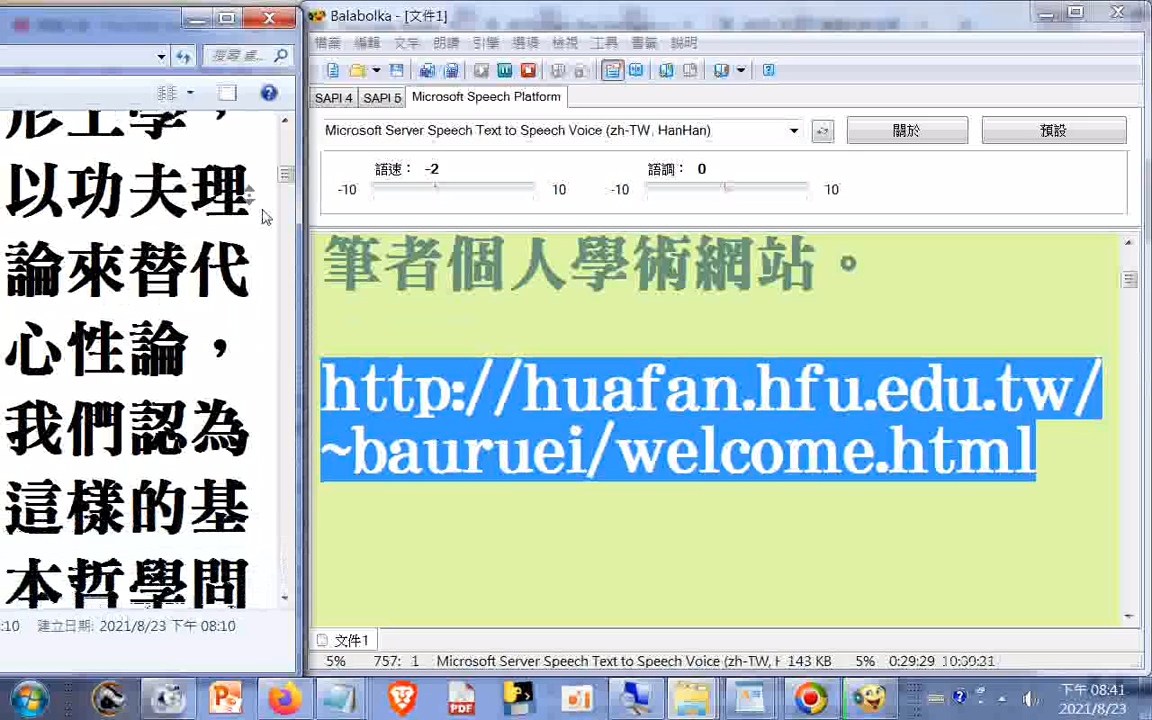 形上學，
以功夫理
論來替代
心性論，
我們認為
這樣的基
本哲學問
:10 建立日期: 2021/8/23 下午 08:10
Balabolka - [文件1]
檔案 編輯 文字 朗讀 引擎 選項 檢視 工具 書籤 說明
SAPI 4 SAPI 5 Microsoft Speech Platform
Microsoft Server Speech Text to Speech Voice (zh-TW, HanHan) 關於 預設
語速： -2 語調： 0
-10 10 -10 10
筆者個人學術網站。
http://huafan.hfu.edu.tw/
~bauruei/welcome.html
文件1
5% 757: 1 Microsoft Server Speech Text to Speech Voice (zh-TW, H 143 KB 5% 0:29:29
下午 08:41
2021/8/23